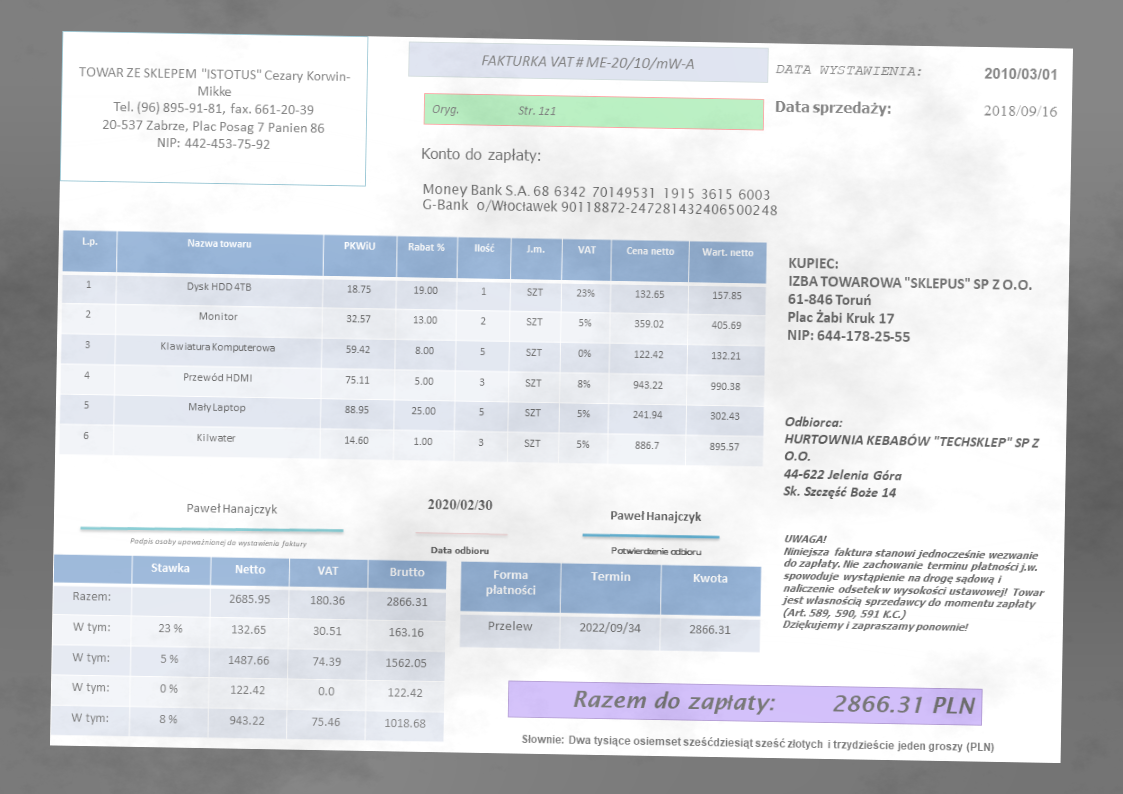 TOWAR ZE SKLEPEM "ISTOTUS" Cezary Korwin-
Mikke
Tel. (96) 895-91-81, fax. 661-20-39
20-537 Zabrze, Plac Posag 7 Panien 86
NIP: 442-453-75-92
FAKTURKA VAT # ME-20/10/mW-A
Oryg. Str. 1z1
DATA WYSTAWIENIA: 2010/03/01
Data sprzedaży: 2018/09/16
Konto do zapłaty:
Money Bank S.A. 68 6342 70149531 1915 3615 6003
G-Bank o/Włocławek 90118872-247281432406500248
L.p. Nazwa towaru PKWiU Rabat % Ilość J.m. VAT Cena netto Wart. netto
1 Dysk HDD 4TB 18.75 19.00 1 SZT 23% 132.65 157.85
2 Monitor 32.57 13.00 2 SZT 5% 359.02 405.69
3 Klawiatura Komputerowa 59.42 8.00 5 SZT 0% 122.42 132.21
4 Przewód HDMI 75.11 5.00 3 SZT 8% 943.22 990.38
5 Mały Laptop 88.95 25.00 5 SZT 5% 241.94 302.43
6 Kilwater 14.60 1.00 3 SZT 5% 886.7 895.57
KUPIEC:
IZBA TOWAROWA "SKLEPUS" SP Z O.O.
61-846 Toruń
Plac Żabi Kruk 17
NIP: 644-178-25-55
Odbiorca:
HURTOWNIA KEBABÓW "TECHSKLEP" SP Z
O.O.
44-622 Jelenia Góra
Sk. Szczęść Boże 14
Paweł Hanajczyk
Podpis osoby upoważnionej do wystawienia faktury
2020/02/30
Data odbioru
Paweł Hanajczyk
Potwierdzenie odbioru
UWAGA!
Niniejsza faktura stanowi jednocześnie wezwanie
do zapłaty. Nie zachowanie terminu płatności j.w.
spowoduje wystąpienie na drogę sądową i
naliczenie odsetek w wysokości ustawowej! Towar
jest własnością sprzedawcy do momentu zapłaty
(Art. 589, 590, 591 K.C.)
Dziękujemy i zapraszamy ponownie!
Stawka Netto VAT Brutto
Razem: 2685.95 180.36 2866.31
W tym: 23 % 132.65 30.51 163.16
W tym: 5 % 1487.66 74.39 1562.05
W tym: 0 % 122.42 0.0 122.42
W tym: 8 % 943.22 75.46 1018.68
Forma
płatności Termin Kwota
Przelew 2022/09/34 2866.31
Razem do zapłaty: 2866.31 PLN
Słownie: Dwa tysiące osiemset sześćdziesiąt sześć złotych i trzydzieście jeden groszy (PLN)